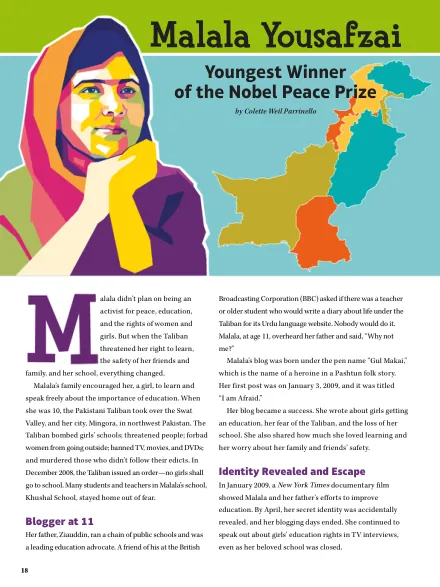 Malala Yousafzai
Youngest Winner
of the Nobel Peace Prize
by Colette Weil Parrinello
Malala didn't plan on being an
activist for peace, education,
and the rights of women and
girls. But when the Taliban
threatened her right to learn,
the safety of her friends and
family, and her school, everything changed.
Malala's family encouraged her, a girl, to learn and
speak freely about the importance of education. When
she was 10, the Pakistani Taliban took over the Swat
Valley, and her city, Mingora, in northwest Pakistan. The
Taliban bombed girls' schools; threatened people; forbad
women from going outside; banned TV, movies, and DVDs;
and murdered those who didn't follow their edicts. In
December 2008, the Taliban issued an order—no girls shall
go to school. Many students and teachers in Malala's school,
Khushal School, stayed home out of fear.
Blogger at 11
Her father, Ziauddin, ran a chain of public schools and was
a leading education advocate. A friend of his at the British
Broadcasting Corporation (BBC) asked if there was a teacher
or older student who would write a diary about life under the
Taliban for its Urdu language website. Nobody would do it.
Malala, at age 11, overheard her father and said, "Why not
me?"
Malala's blog was born under the pen name "Gul Makai,"
which is the name of a heroine in a Pashtun folk story.
Her first post was on January 3, 2009, and it was titled
"I am Afraid."
Her blog became a success. She wrote about girls getting
an education, her fear of the Taliban, and the loss of her
school. She also shared how much she loved learning and
her worry about her family and friends' safety.
Identity Revealed and Escape
In January 2009, a New York Times documentary film
showed Malala and her father's efforts to improve
education. By April, her secret identity was accidentally
revealed, and her blogging days ended. She continued to
speak out about girls' education rights in TV interviews,
even as her beloved school was closed.
18